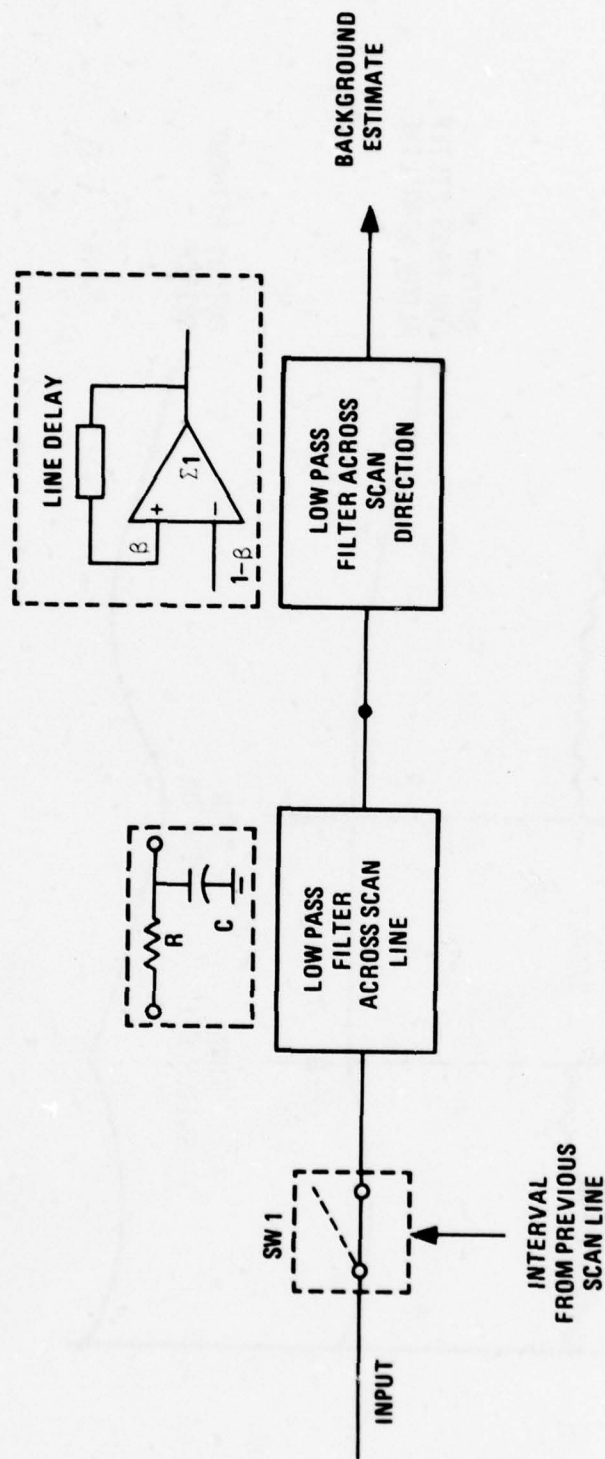 INPUT
SW 1
INTERVAL
FROM PREVIOUS
SCAN LINE
R
C
LOW PASS
FILTER
ACROSS SCAN
LINE
LINE DELAY
β
+
−
1-β
Σ1
LOW PASS
FILTER ACROSS
SCAN
DIRECTION
BACKGROUND
ESTIMATE